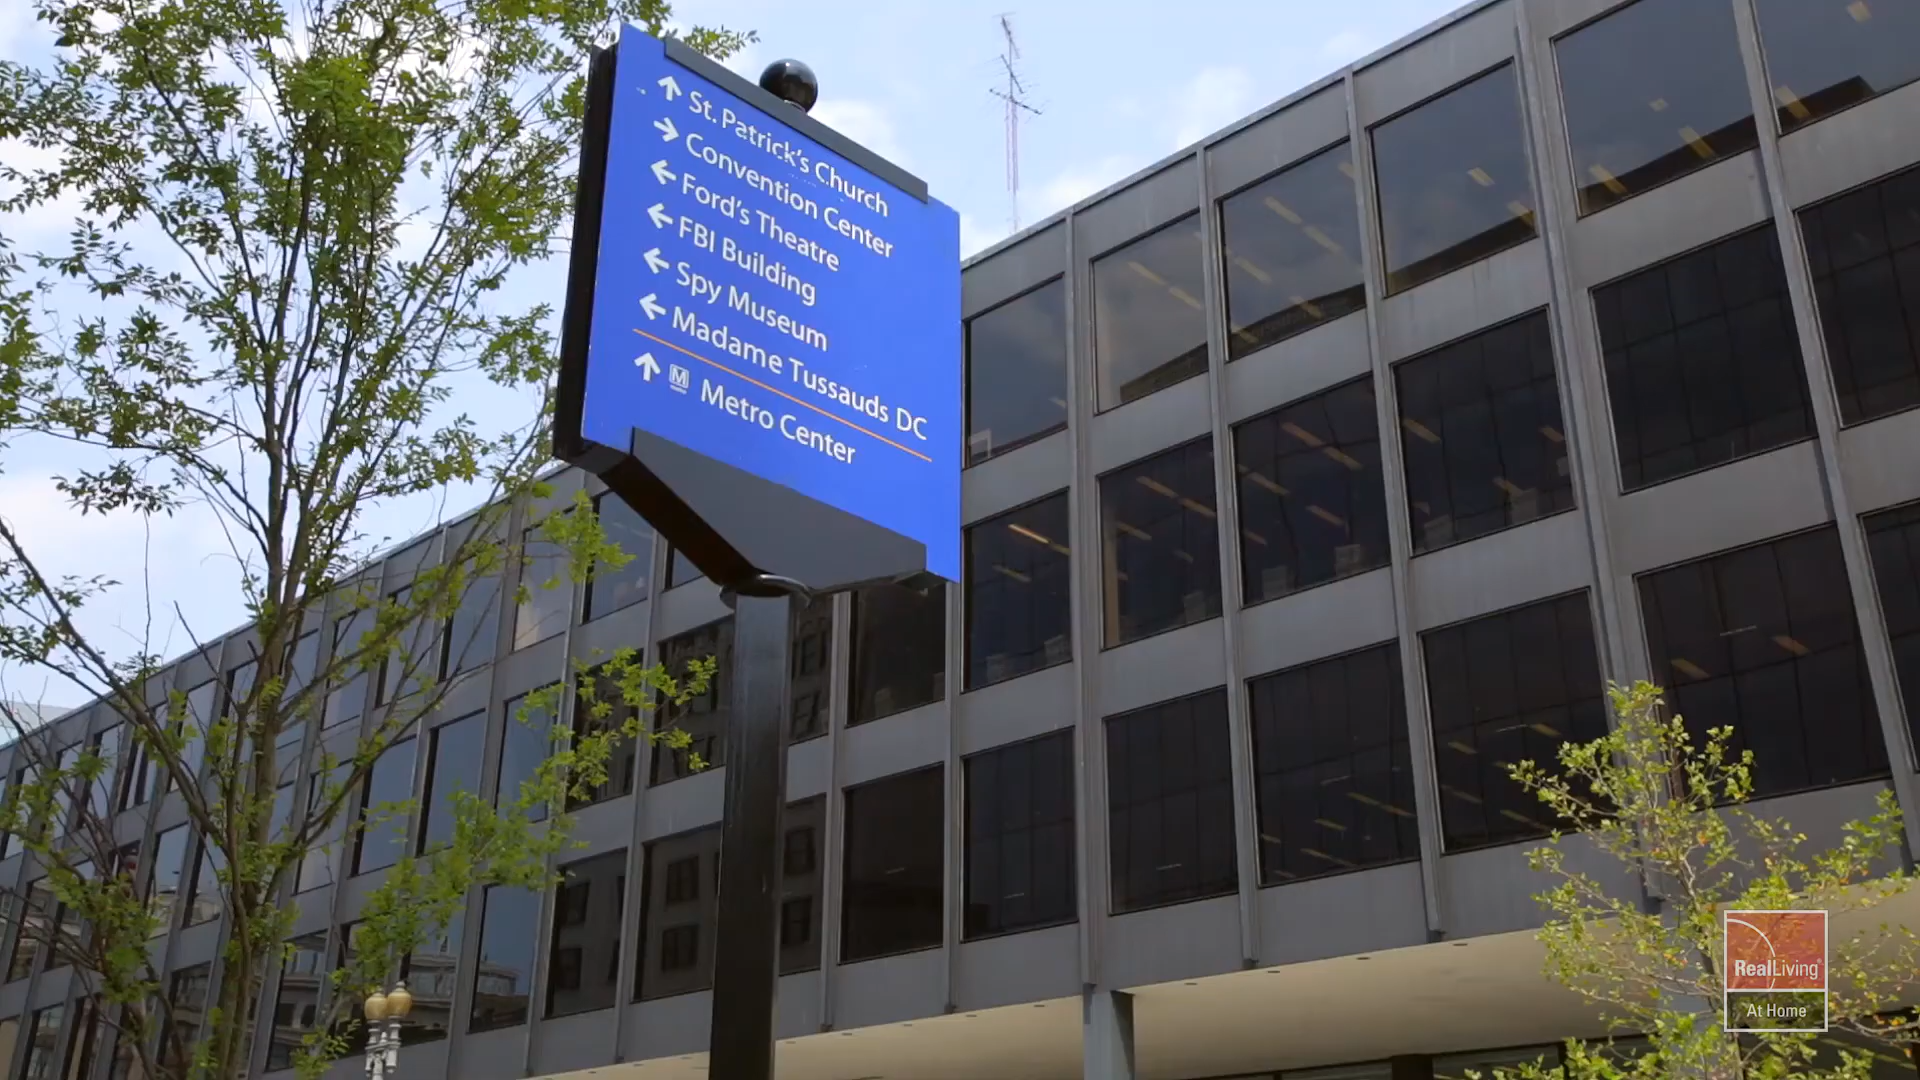 ↑ St. Patrick's Church
→ Convention Center
← Ford's Theatre
← FBI Building
← Spy Museum
← Madame Tussauds DC
↑ M Metro Center
RealLiving®
At Home